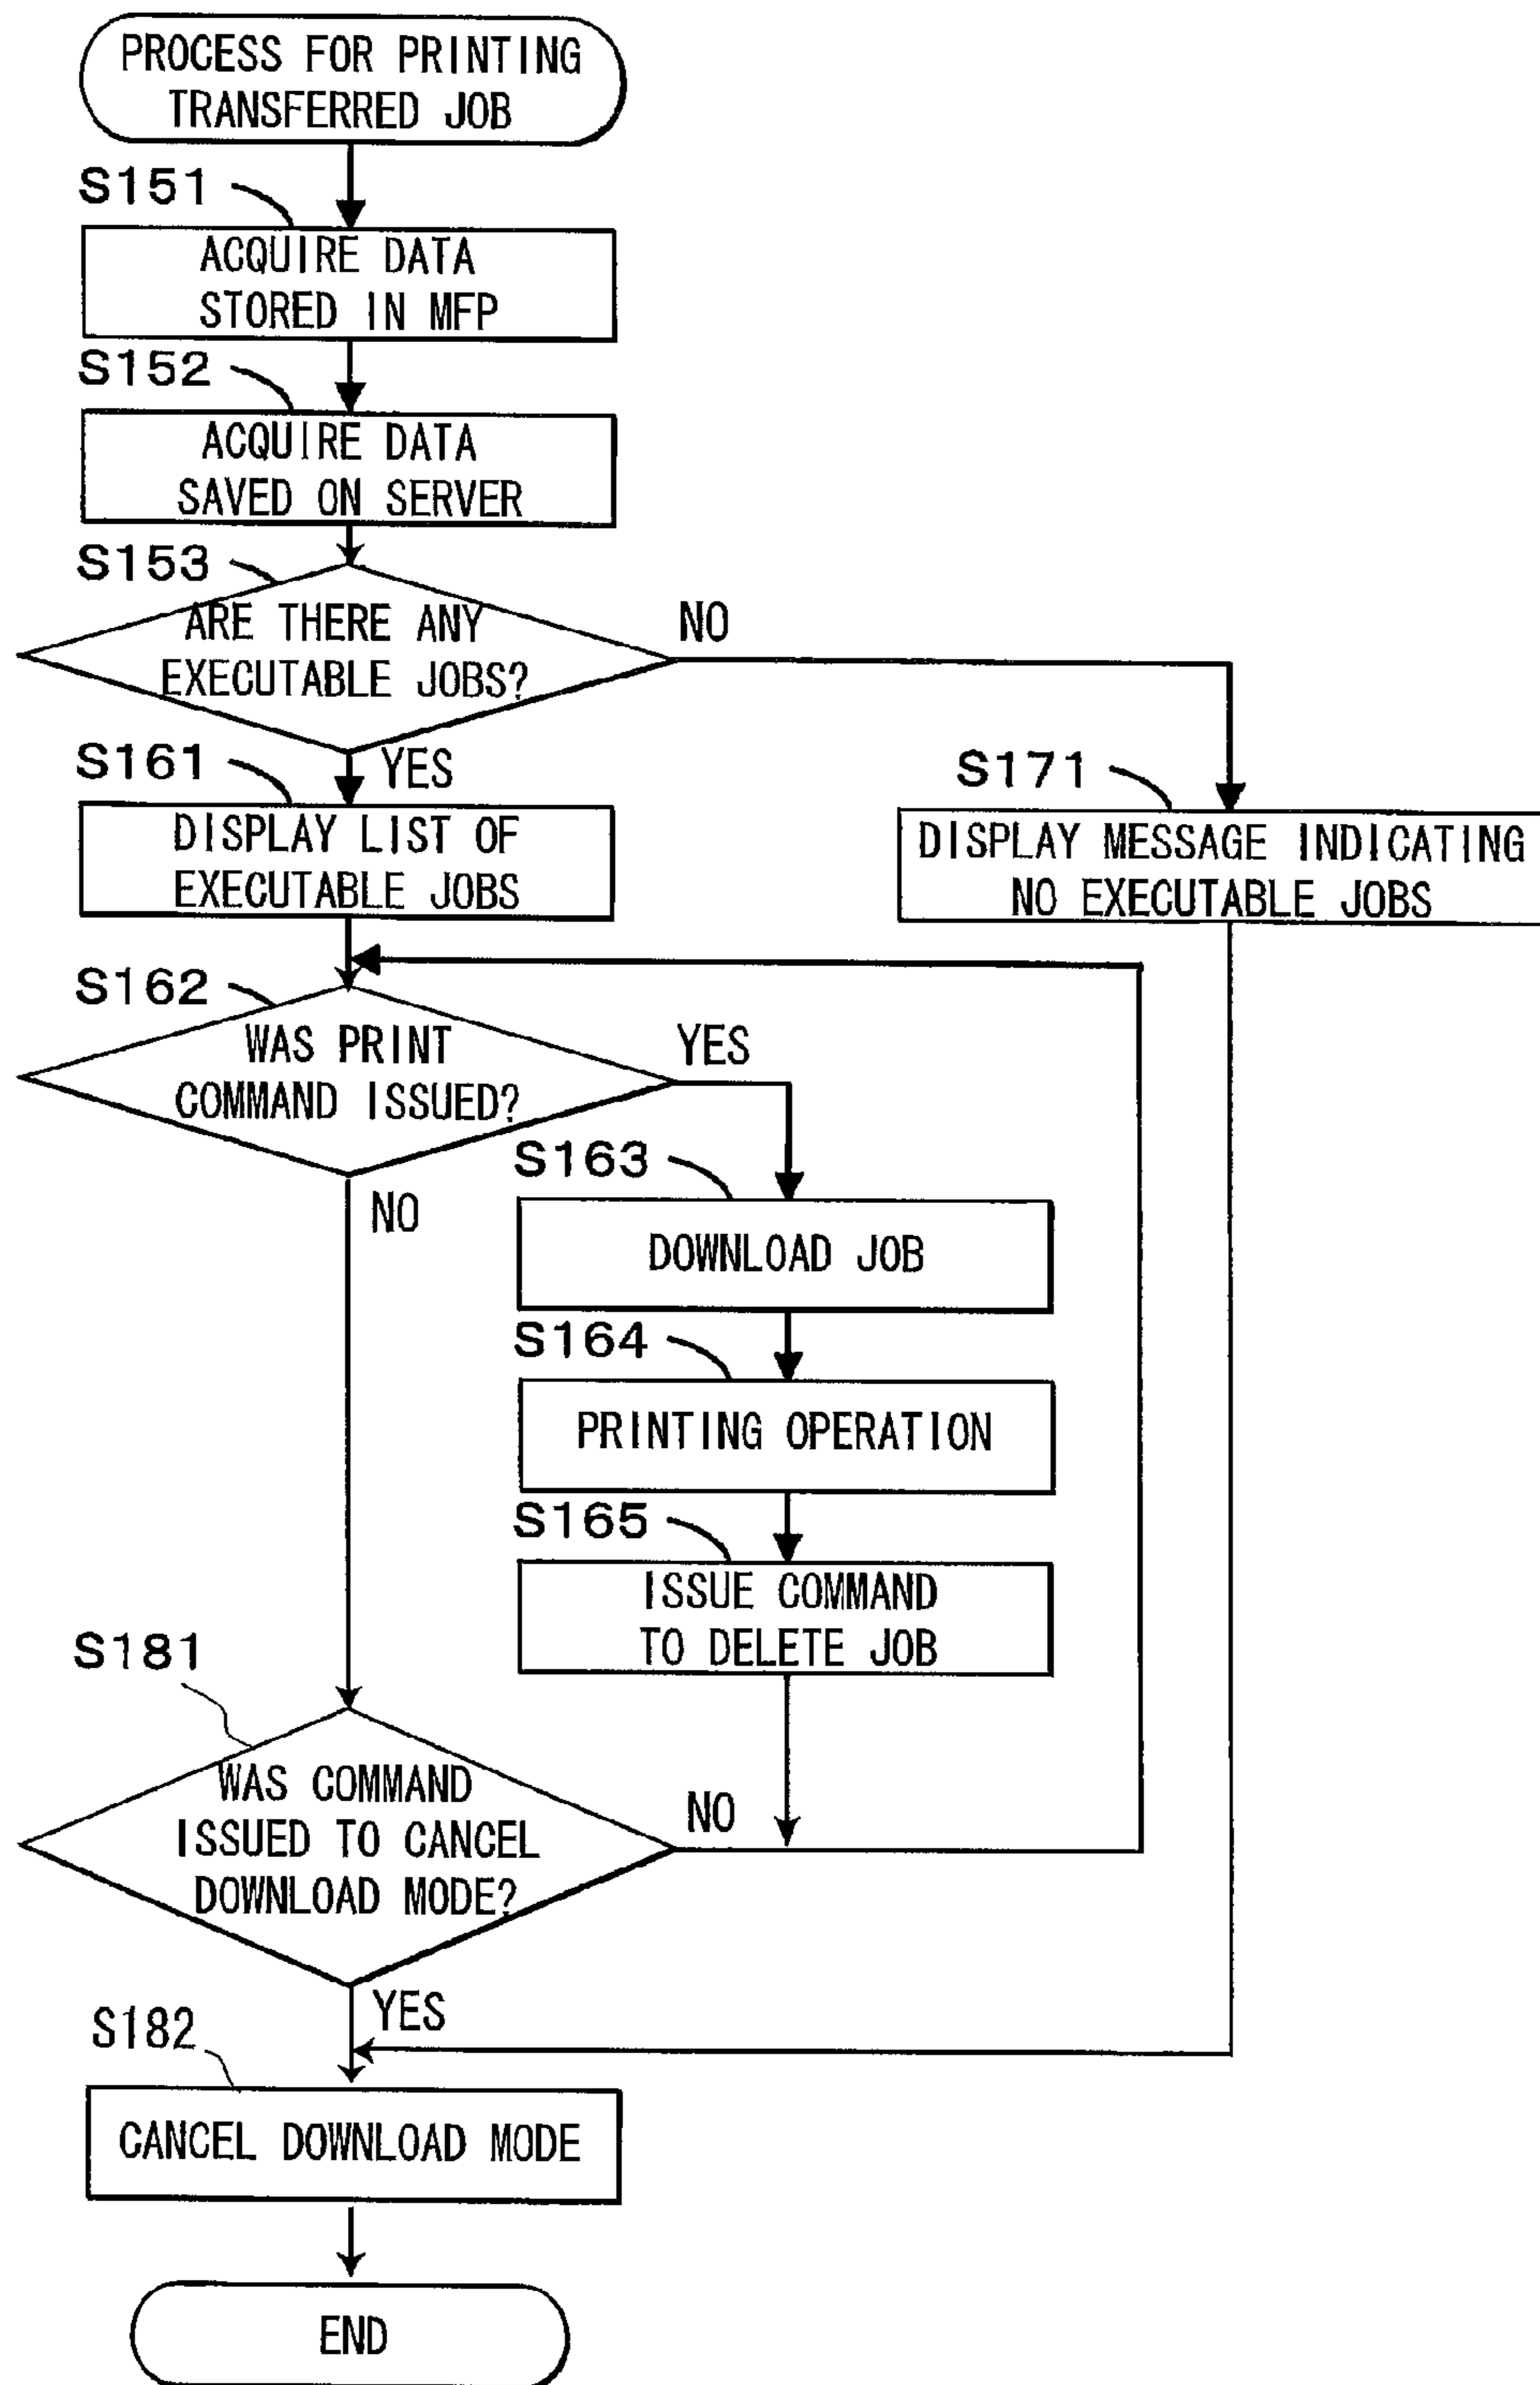 PROCESS FOR PRINTING
TRANSFERRED JOB
S151
ACQUIRE DATA
STORED IN MFP
S152
ACQUIRE DATA
SAVED ON SERVER
S153
ARE THERE ANY
EXECUTABLE JOBS?
NO
YES
S161
DISPLAY LIST OF
EXECUTABLE JOBS
S171
DISPLAY MESSAGE INDICATING
NO EXECUTABLE JOBS
S162
WAS PRINT
COMMAND ISSUED?
YES
NO
S163
DOWNLOAD JOB
S164
PRINTING OPERATION
S165
ISSUE COMMAND
TO DELETE JOB
S181
WAS COMMAND
ISSUED TO CANCEL
DOWNLOAD MODE?
NO
YES
S182
CANCEL DOWNLOAD MODE
END